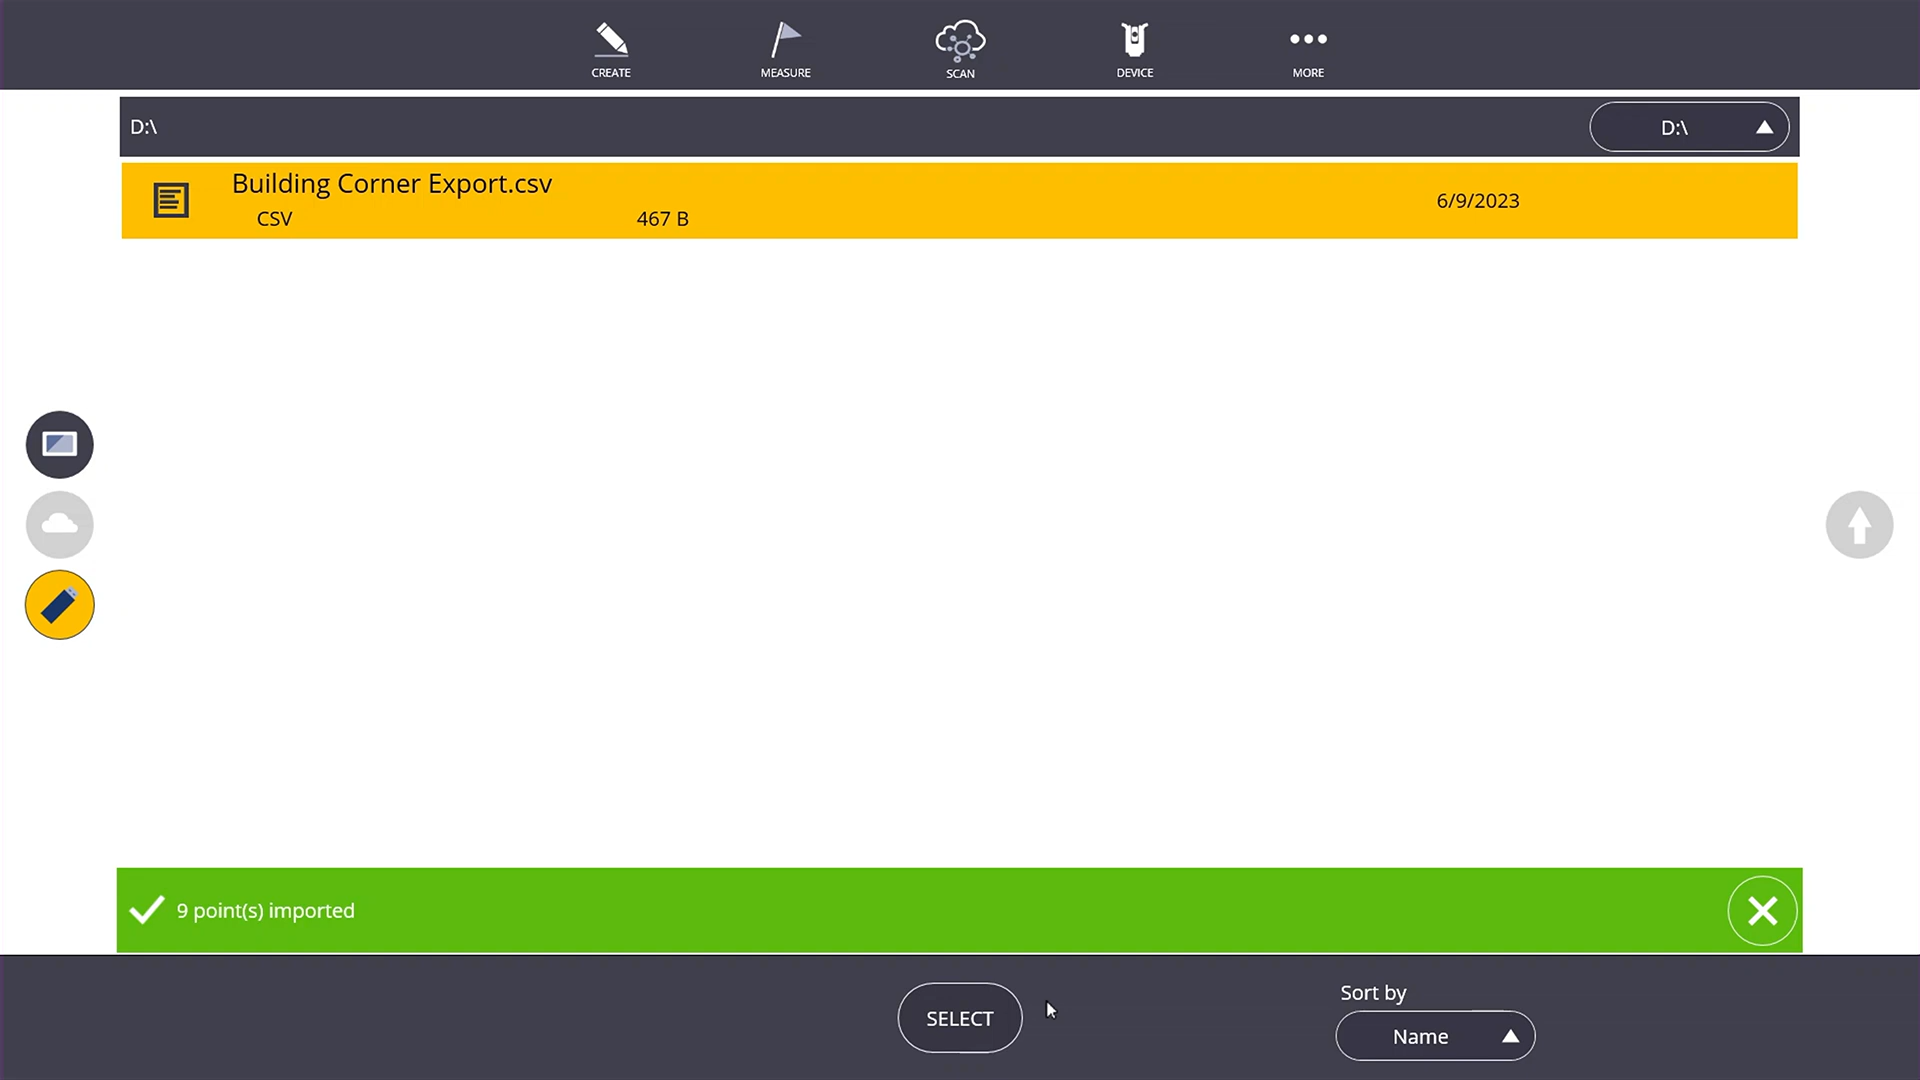 CREATE
MEASURE
SCAN
DEVICE
MORE
D:\
D:\
Building Corner Export.csv
CSV
467 B
6/9/2023
9 point(s) imported
SELECT
Sort by
Name